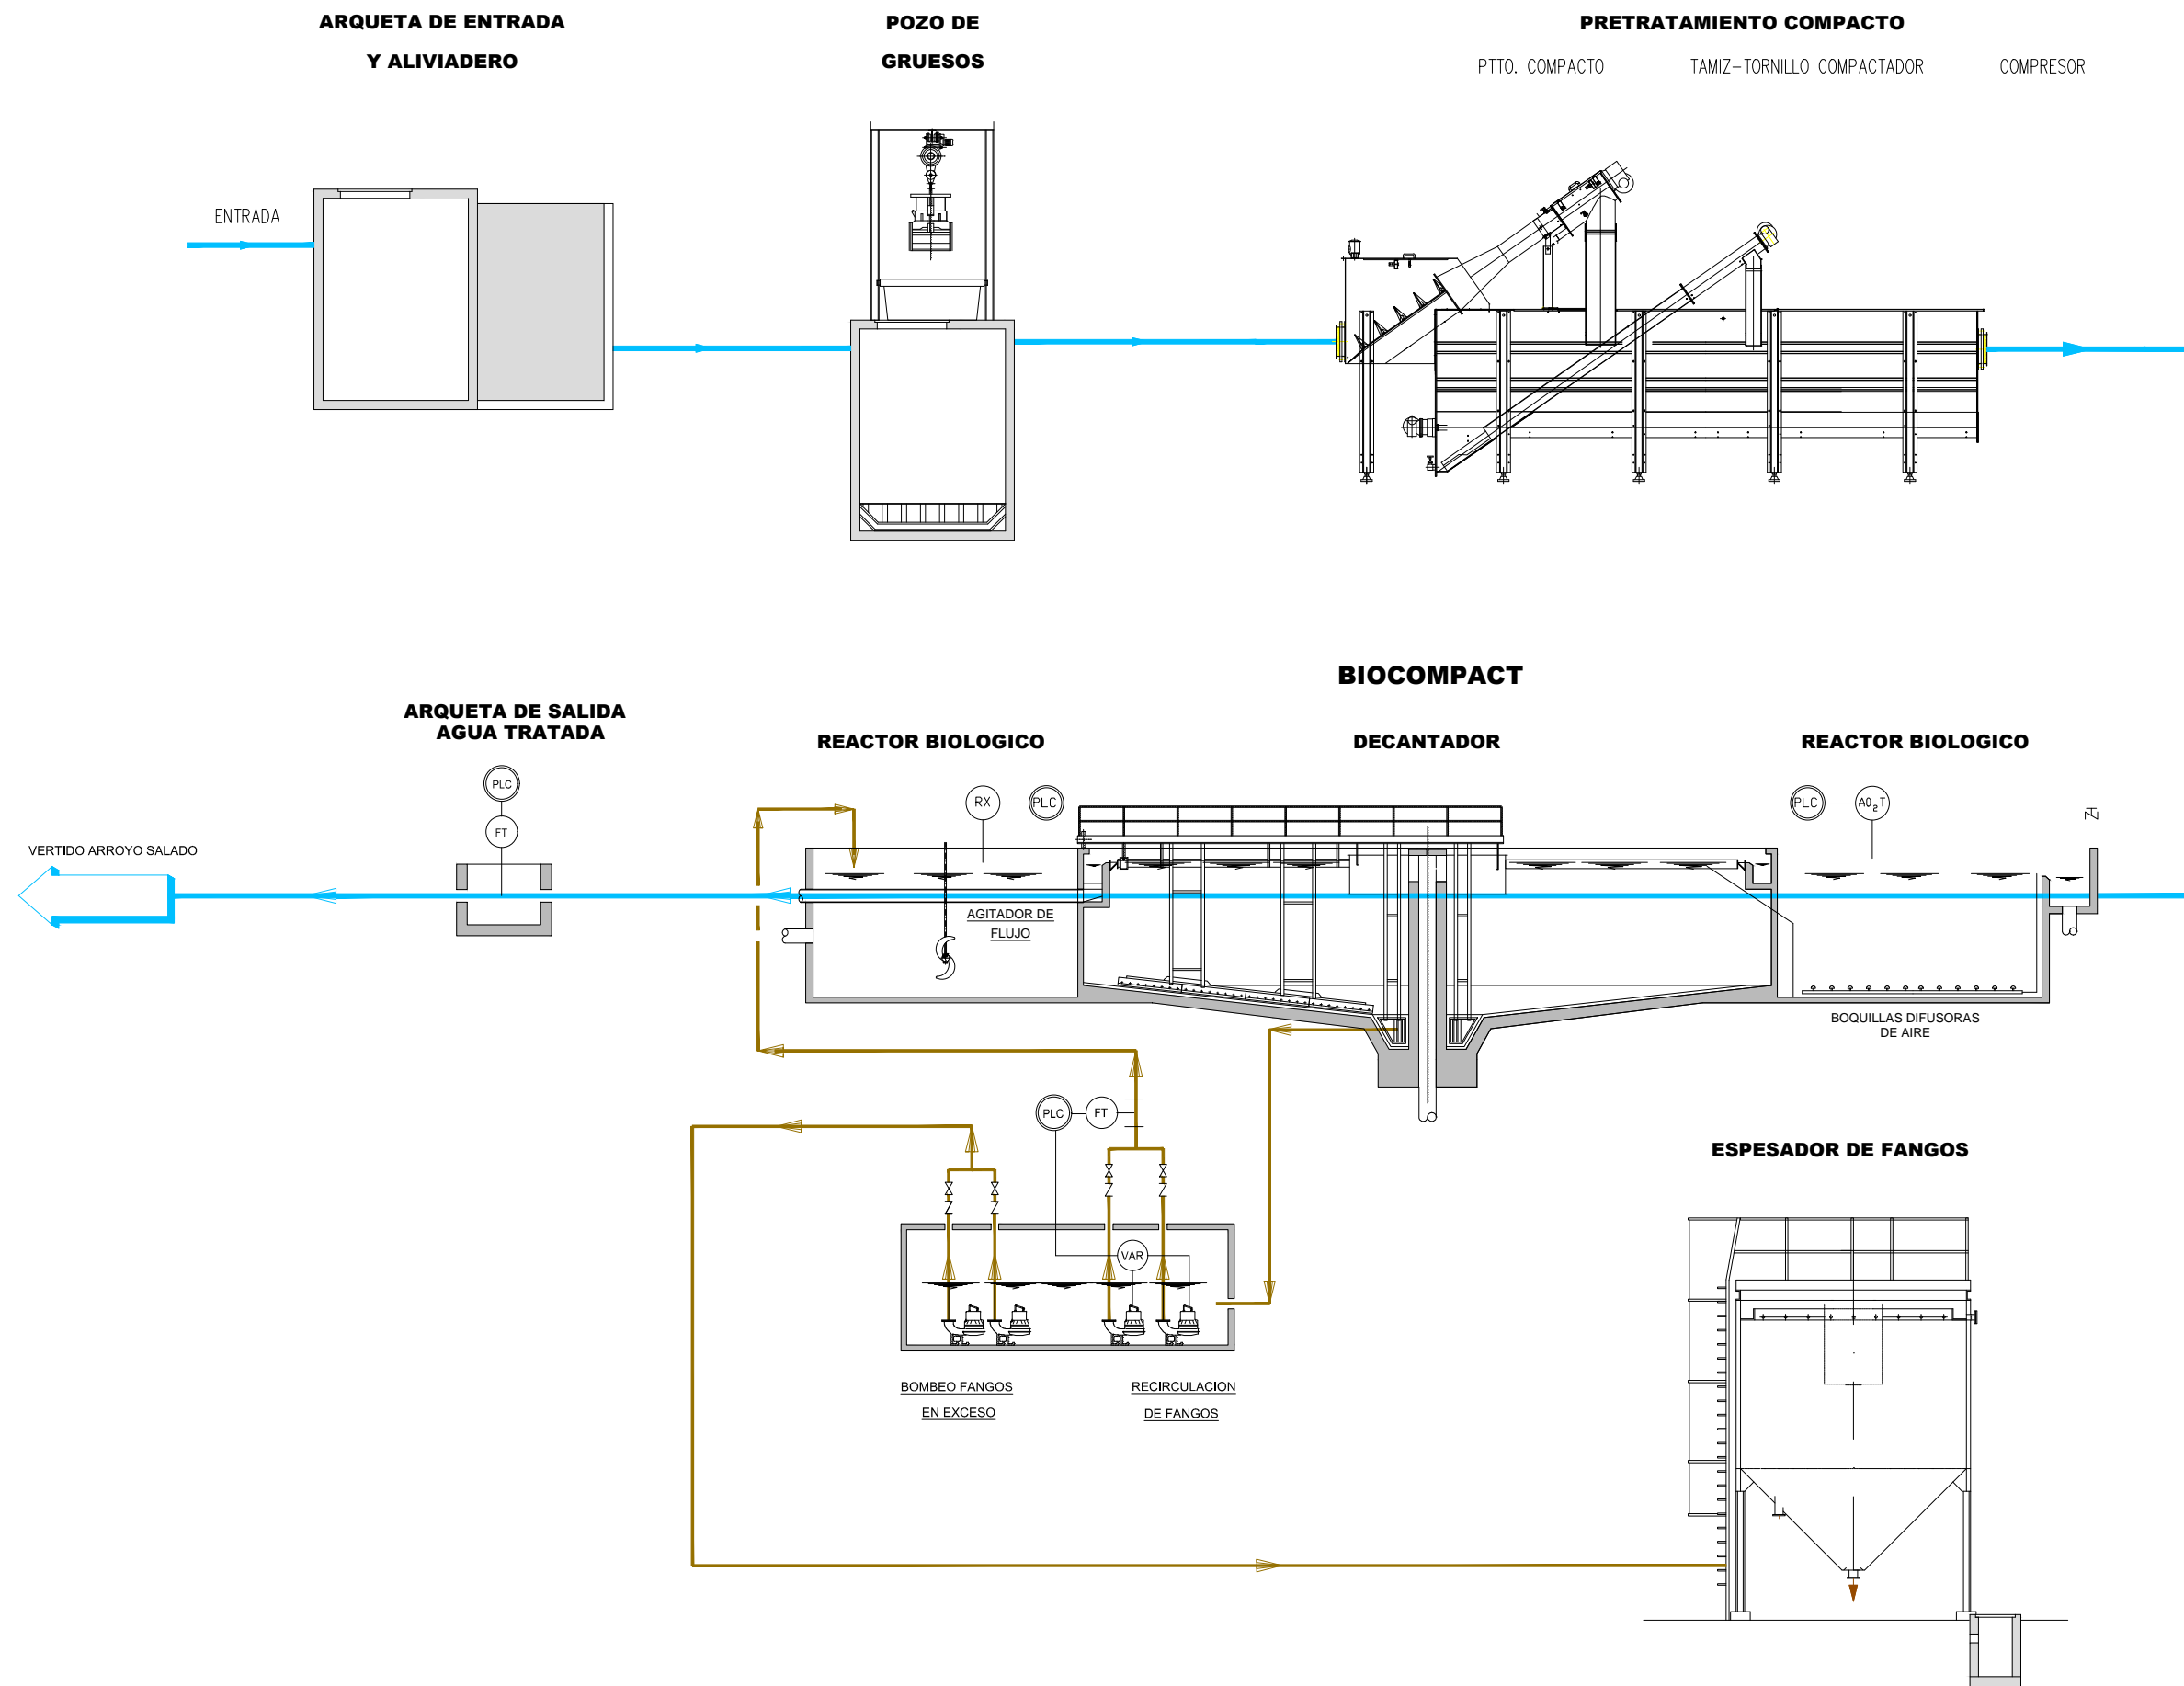 ARQUETA DE ENTRADA
Y ALIVIADERO
POZO DE
GRUESOS
PRETRATAMIENTO COMPACTO
PTTO. COMPACTO
TAMIZ-TORNILLO COMPACTADOR
COMPRESOR
ENTRADA
BIOCOMPACT
ARQUETA DE SALIDA
AGUA TRATADA
REACTOR BIOLOGICO
DECANTADOR
REACTOR BIOLOGICO
PLC
FT
RX
PLC
PLC
AO2T
VERTIDO ARROYO SALADO
AGITADOR DE
FLUJO
BOQUILLAS DIFUSORAS
DE AIRE
PLC
FT
VAR
ESPESADOR DE FANGOS
BOMBEO FANGOS
EN EXCESO
RECIRCULACION
DE FANGOS